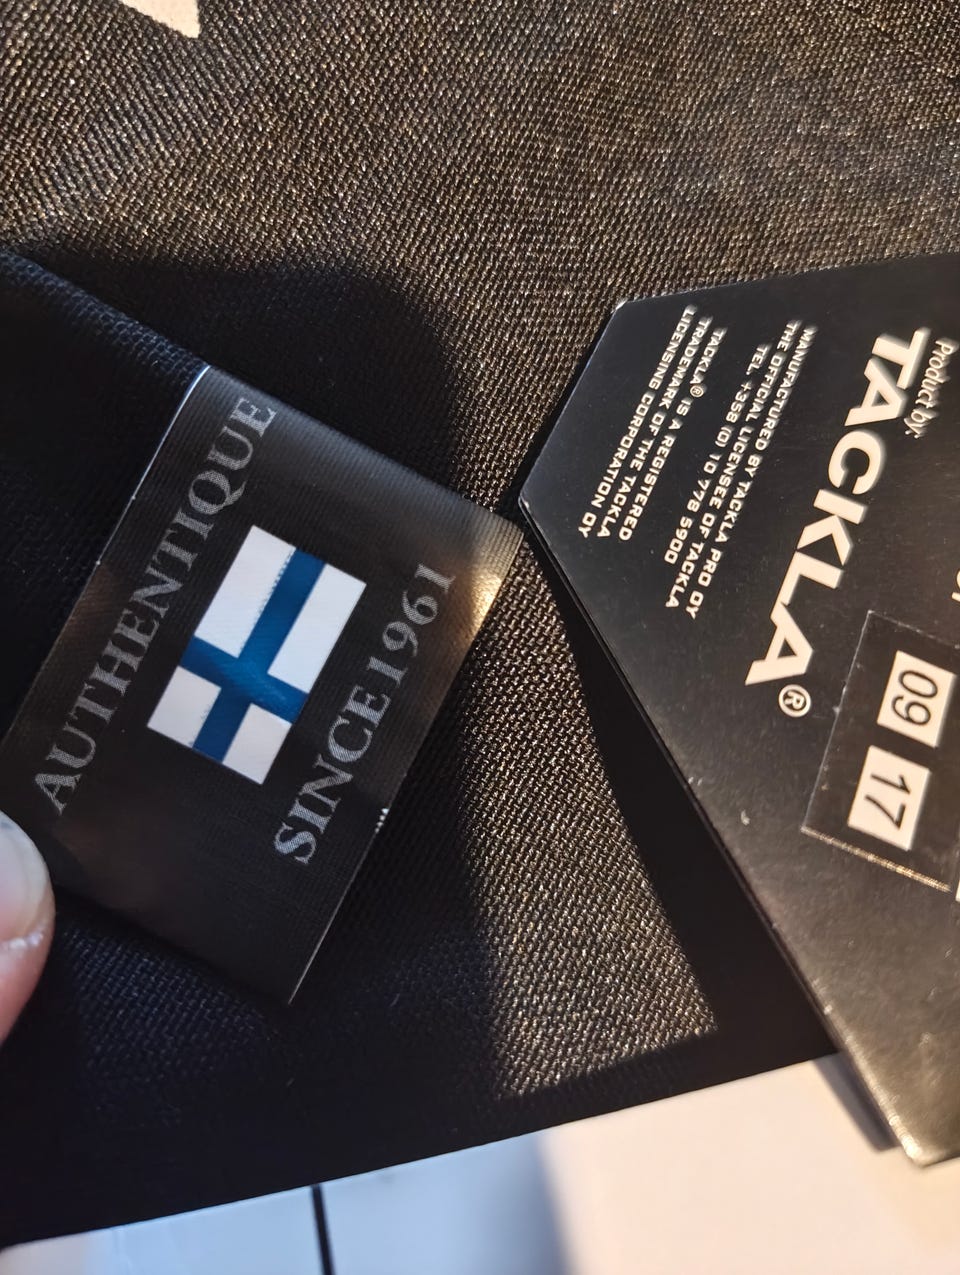 AUTHENTIQUE
SINCE 1961
Product by:
TACKLA®
MANUFACTURED BY TACKLA PRO OY
THE OFFICIAL LICENSEE OF TACKLA
TEL. +358 (0) 10 778 5900
TACKLA® IS A REGISTERED
TRADEMARK OF THE TACKLA
LICENSING CORPORATION OY
09 17